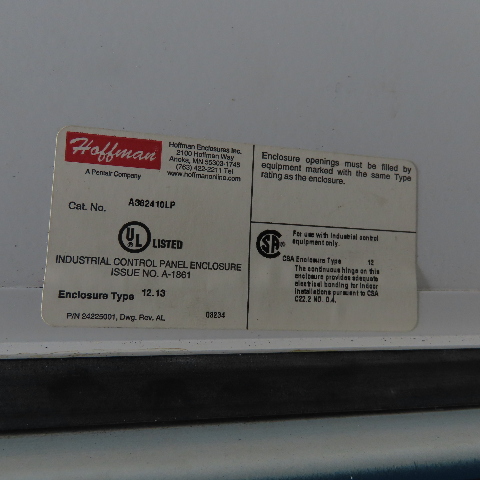 Hoffman
A Pentair Company
Hoffman Enclosures Inc.
2100 Hoffman Way
Anoka, MN 55303-1745
(763) 422-2211 Tel
www.hoffmanonline.com
Cat. No. A362410LP
UL LISTED
INDUSTRIAL CONTROL PANEL ENCLOSURE
ISSUE NO. A-1861
Enclosure Type 12,13
P/N 24225001, Dwg. Rev. AL 03204
Enclosure openings must be filled by
equipment marked with the same Type
rating as the enclosure.
For use with industrial control
equipment only.
CSA Enclosure Type 12
The continuous hinge on this
enclosure provides adequate
electrical bonding for indoor
installations pursuant to CSA
C22.2 NO. 0.4.